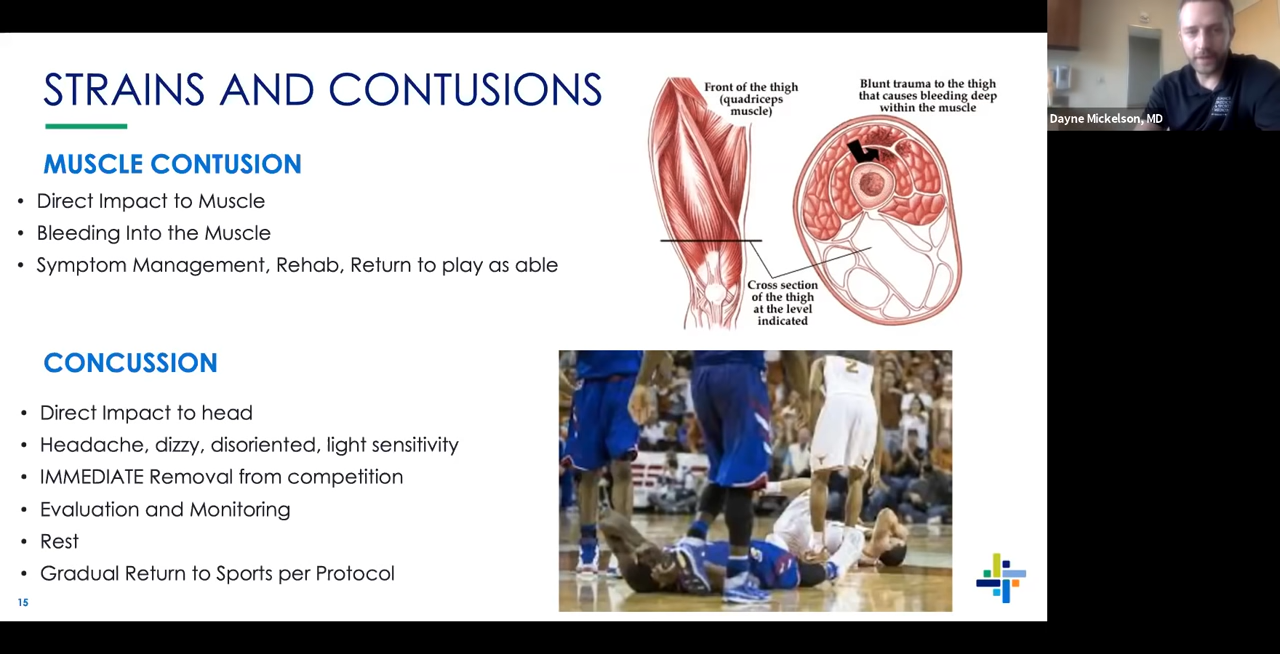 STRAINS AND CONTUSIONS
MUSCLE CONTUSION
• Direct Impact to Muscle
• Bleeding Into the Muscle
• Symptom Management, Rehab, Return to play as able
Front of the thigh
(quadriceps
muscle)
Blunt trauma to the thigh
that causes bleeding deep
within the muscle
Cross section
of the thigh
at the level
indicated
CONCUSSION
• Direct Impact to head
• Headache, dizzy, disoriented, light sensitivity
• IMMEDIATE Removal from competition
• Evaluation and Monitoring
• Rest
• Gradual Return to Sports per Protocol
2
15
Dayne Mickelson, MD